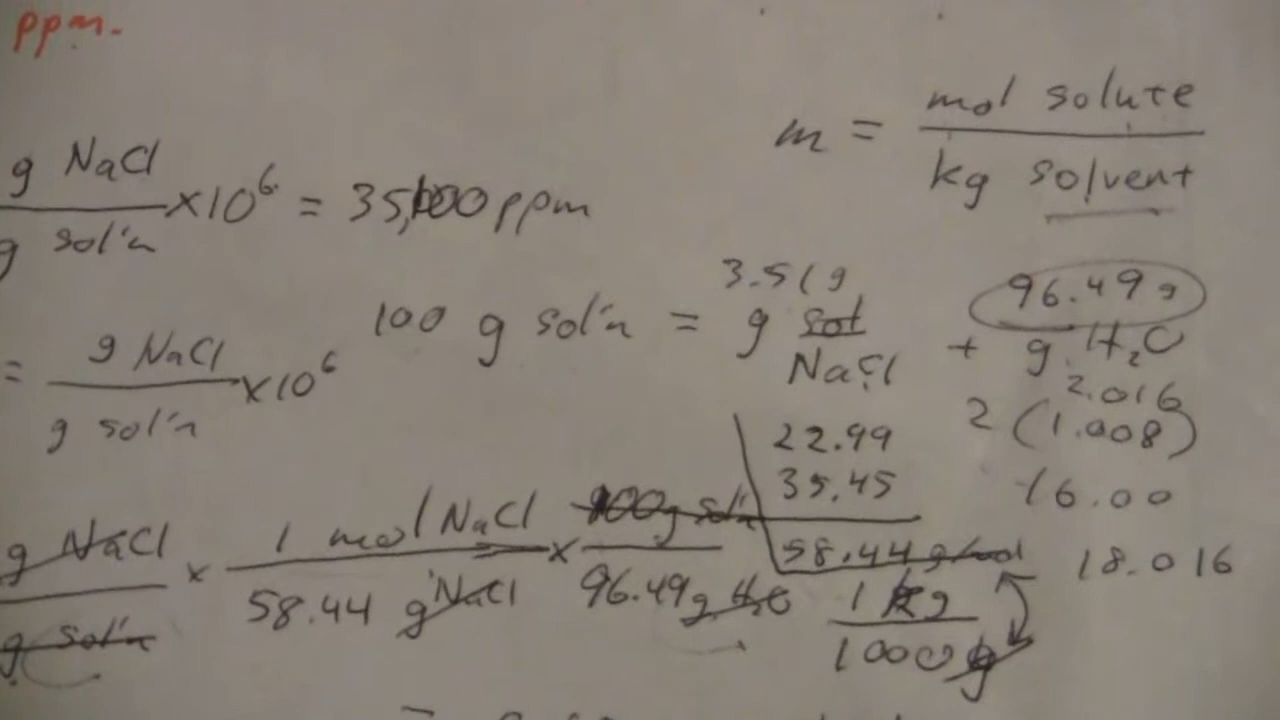 ppm.
m = mol solute / kg solvent
g NaCl / g sol'n ×10⁶ = 35,100 ppm
100 g sol'n = 3.51 g NaCl + 96.49 g H₂O
= g NaCl / g sol'n ×10⁶
2.016
2 (1.008)
22.99
35.45
16.00
58.44 g/mol
18.016
g NaCl / g sol'n × 1 mol NaCl / 58.44 g NaCl × 100 g sol'n / 96.49 g H₂O
1 kg / 1000 g